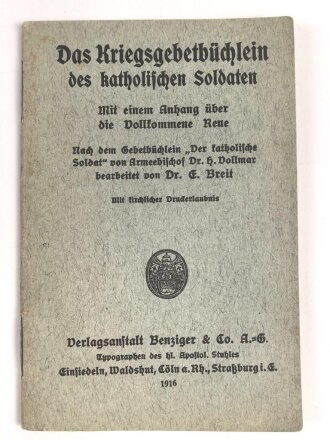 Das Kriegsgebetbüchlein
des katholischen Soldaten
Mit einem Anhang über
die Vollkommene Reue
Nach dem Gebetbüchlein „Der katholische
Soldat“ von Armeebischof Dr. H. Vollmar
bearbeitet von Dr. E. Breit
Mit kirchlicher Druckerlaubnis
Verlagsanstalt Benziger & Co. A.=G.
Typographen des hl. Apostol. Stuhles
Einsiedeln, Waldshut, Cöln a. Rh., Straßburg i. E.
1916